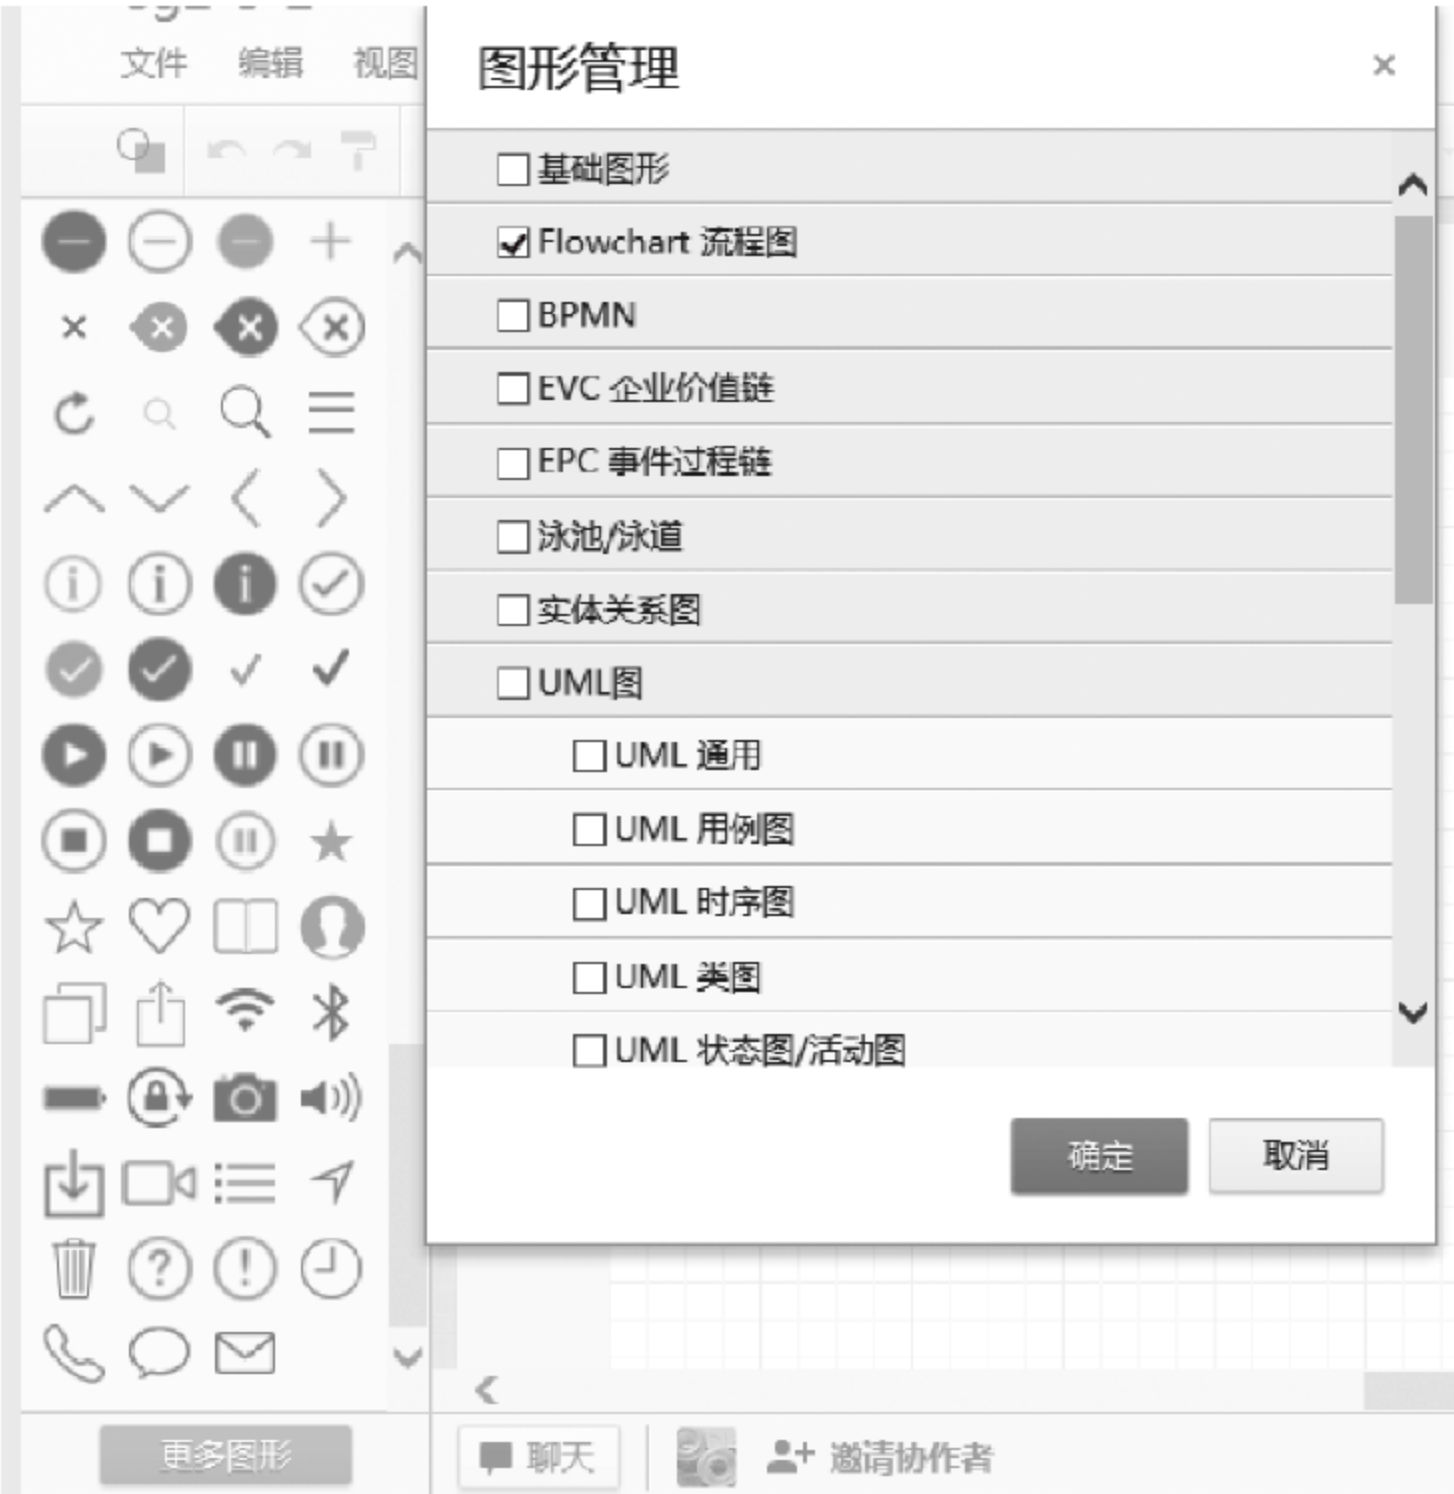 文件 编辑 视图
图形管理
基础图形
Flowchart 流程图
BPMN
EVC 企业价值链
EPC 事件过程链
泳池/泳道
实体关系图
UML图
UML 通用
UML 用例图
UML 时序图
UML 类图
UML 状态图/活动图
确定 取消
更多图形 聊天 邀请协作者